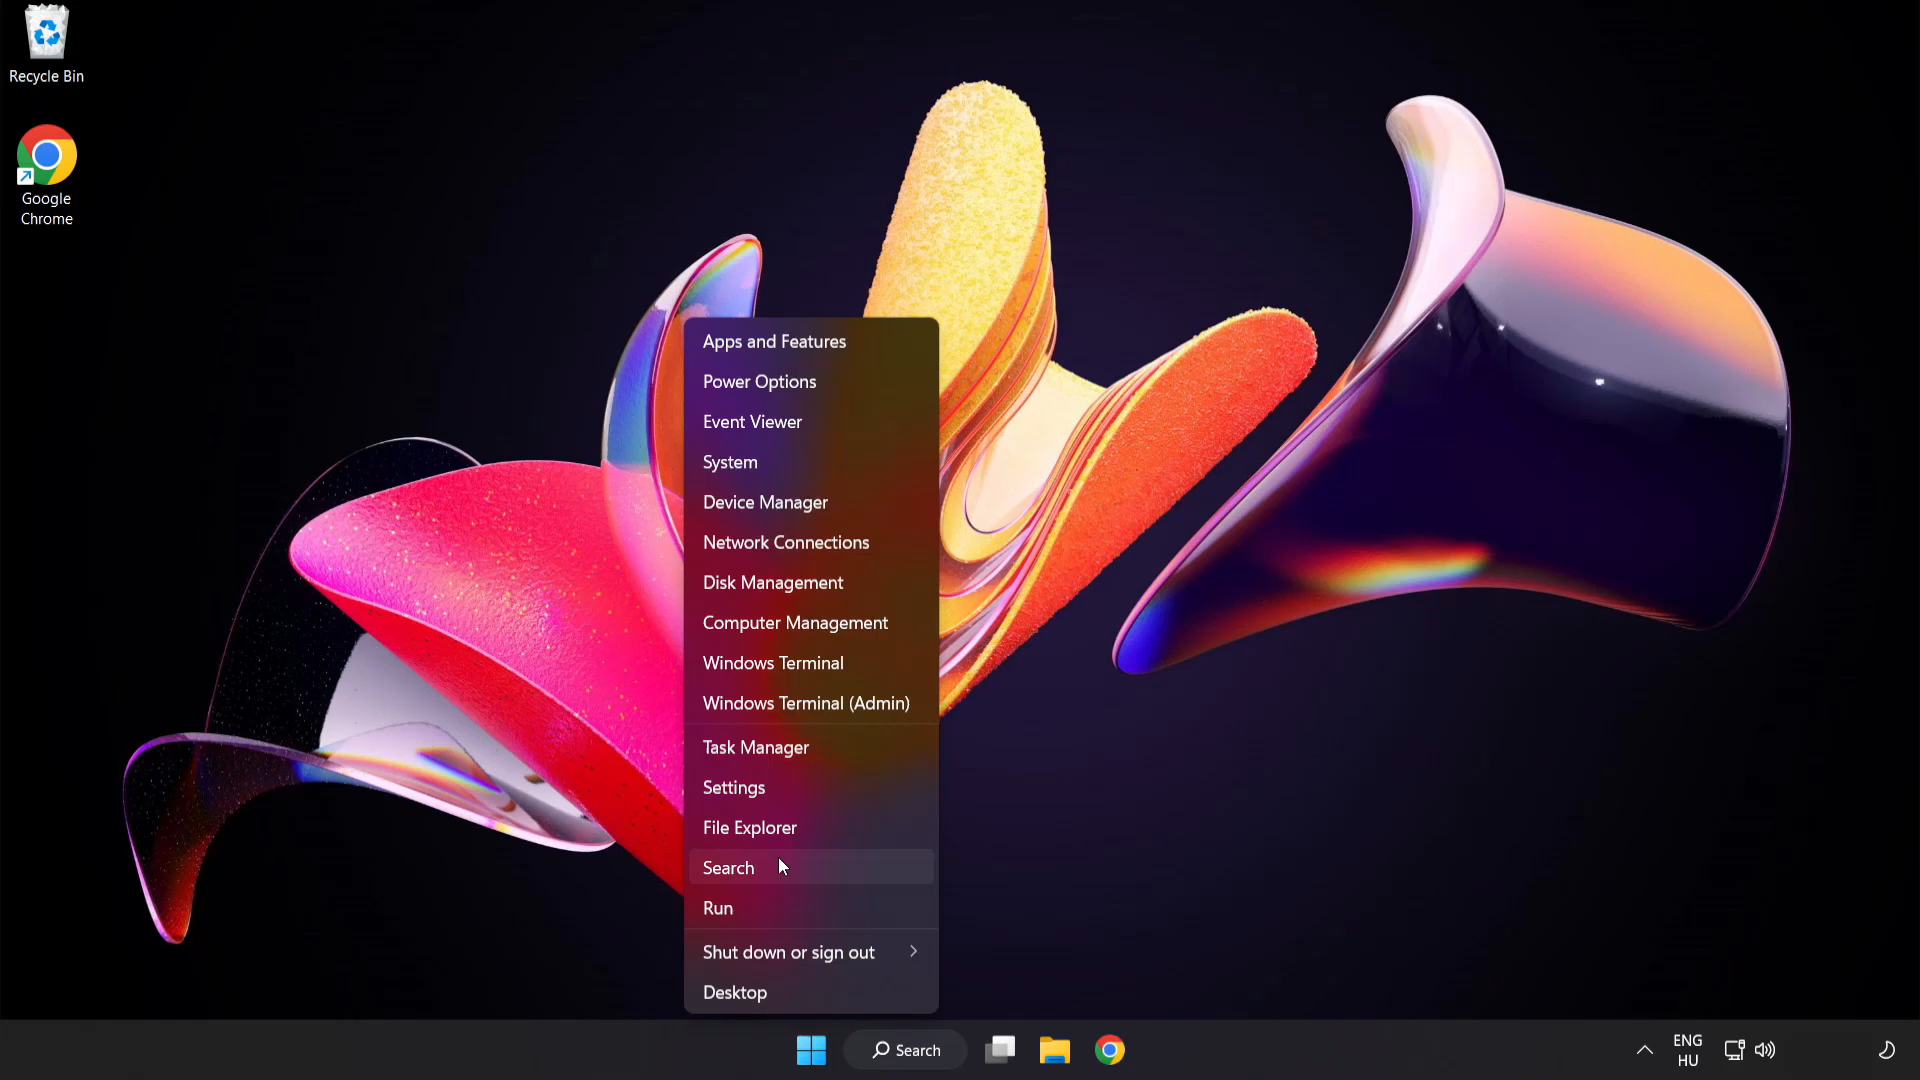 Recycle Bin
Google
Chrome
Apps and Features
Power Options
Event Viewer
System
Device Manager
Network Connections
Disk Management
Computer Management
Windows Terminal
Windows Terminal (Admin)
Task Manager
Settings
File Explorer
Search
Run
Shut down or sign out
Desktop
Search
ENG
HU